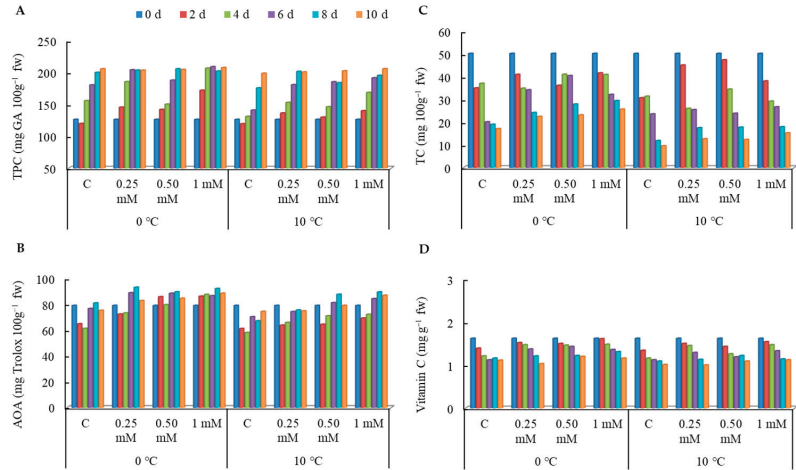 A
0 d 2 d 4 d 6 d 8 d 10 d
TPC (mg GA 100g⁻¹ fw)
250
200
150
100
50
C 0.25 mM 0.50 mM 1 mM C 0.25 mM 0.50 mM 1 mM
0 °C 10 °C
C
TC (mg 100g⁻¹ fw)
60
50
40
30
20
10
0
C 0.25 mM 0.50 mM 1 mM C 0.25 mM 0.50 mM 1 mM
0 °C 10 °C
B
AOA (mg Trolox 100g⁻¹ fw)
100
80
60
40
20
0
C 0.25 mM 0.50 mM 1 mM C 0.25 mM 0.50 mM 1 mM
0 °C 10 °C
D
Vitamin C (mg g⁻¹ fw)
3
2
1
0
C 0.25 mM 0.50 mM 1 mM C 0.25 mM 0.50 mM 1 mM
0 °C 10 °C